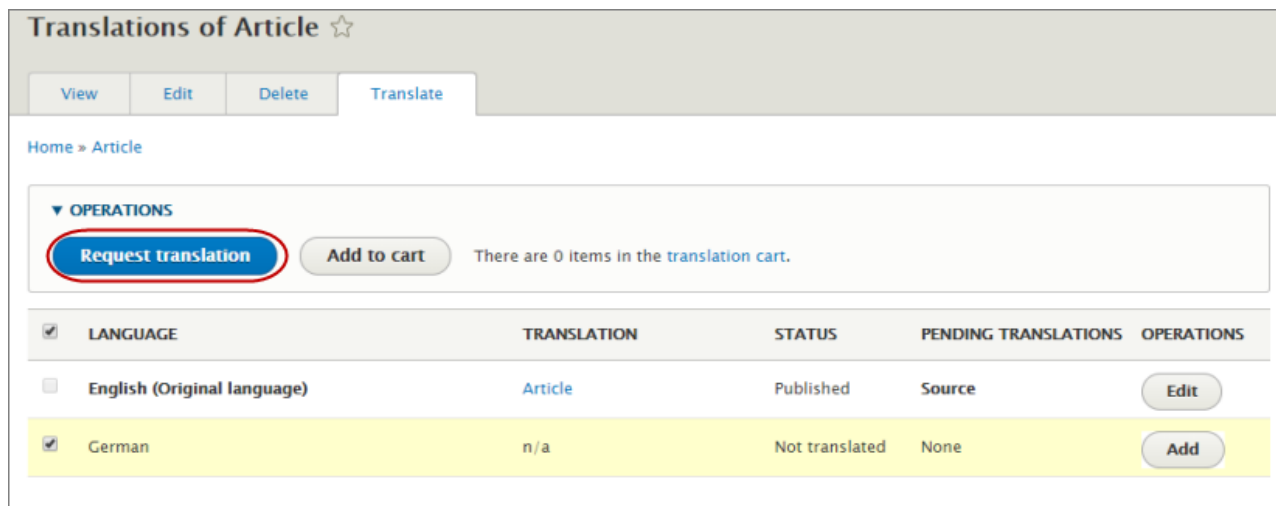 Translations of Article
View Edit Delete Translate
Home » Article
OPERATIONS
Request translation Add to cart There are 0 items in the translation cart.
LANGUAGE TRANSLATION STATUS PENDING TRANSLATIONS OPERATIONS
English (Original language) Article Published Source Edit
German n/a Not translated None Add